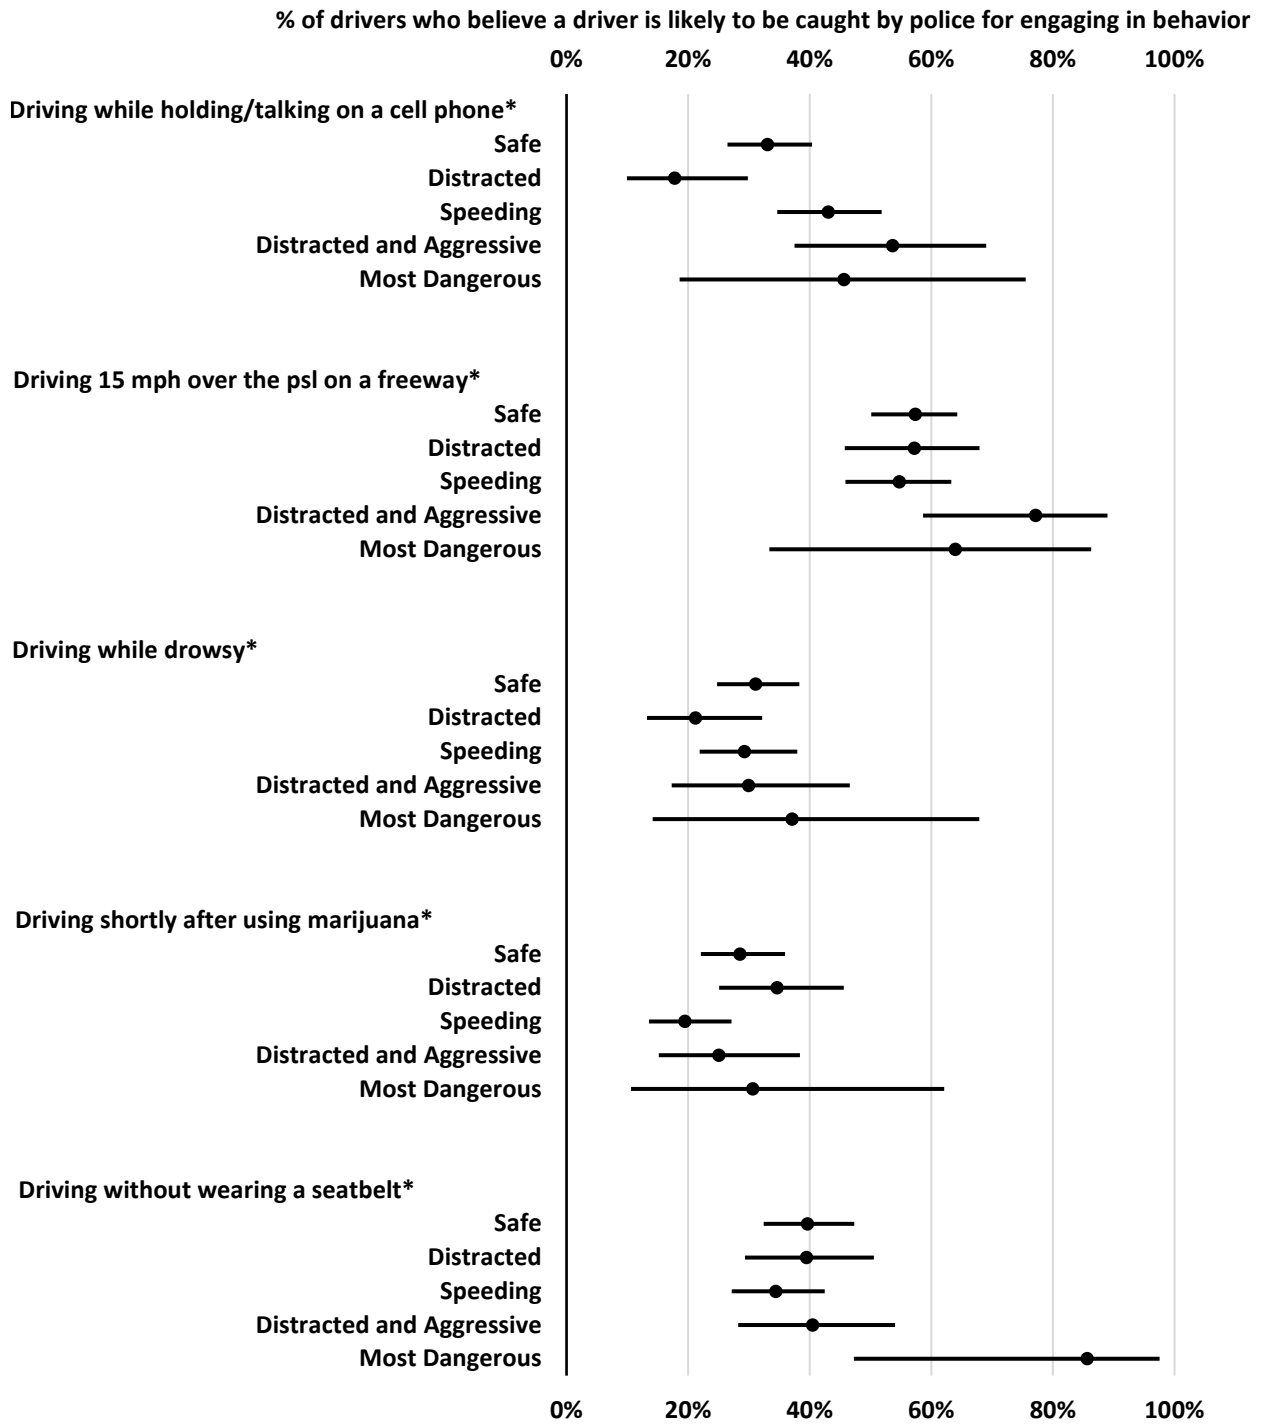 % of drivers who believe a driver is likely to be caught by police for engaging in behavior
0% 20% 40% 60% 80% 100%
Driving while holding/talking on a cell phone*
Safe
Distracted
Speeding
Distracted and Aggressive
Most Dangerous
Driving 15 mph over the psl on a freeway*
Safe
Distracted
Speeding
Distracted and Aggressive
Most Dangerous
Driving while drowsy*
Safe
Distracted
Speeding
Distracted and Aggressive
Most Dangerous
Driving shortly after using marijuana*
Safe
Distracted
Speeding
Distracted and Aggressive
Most Dangerous
Driving without wearing a seatbelt*
Safe
Distracted
Speeding
Distracted and Aggressive
Most Dangerous
0% 20% 40% 60% 80% 100%